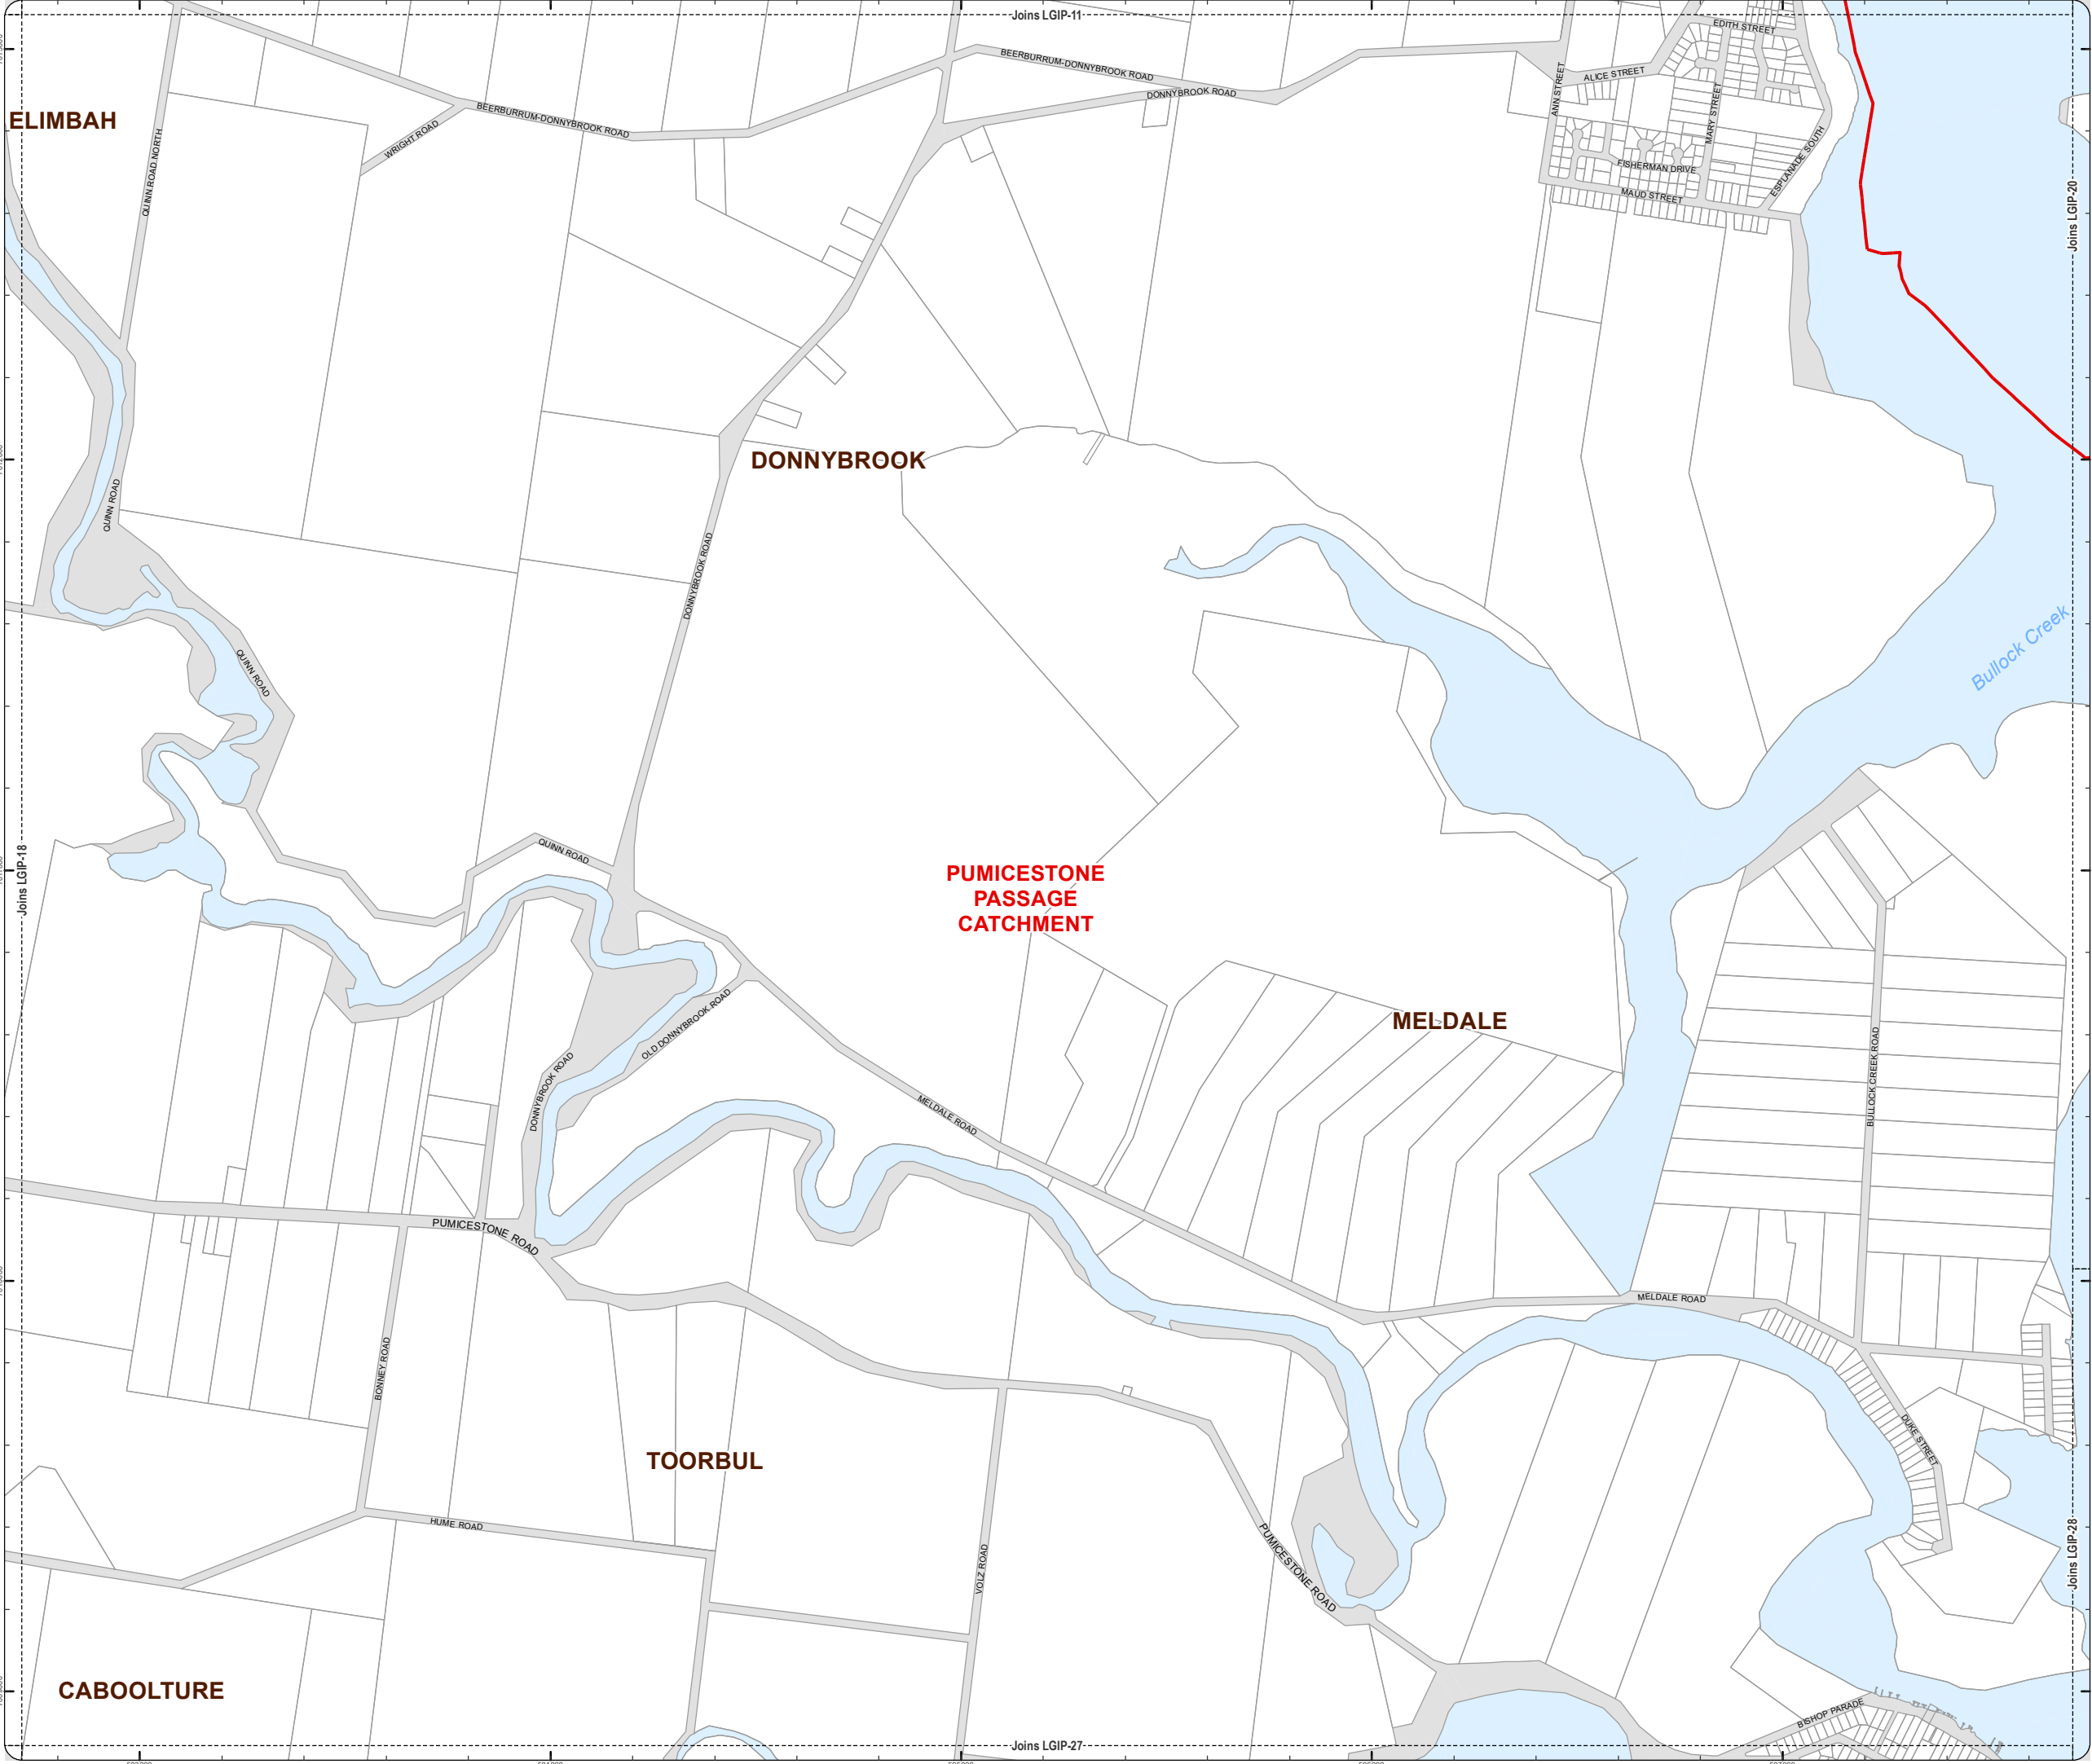 Joins LGIP-11
EDITH STREET
BEERBURRUM-DONNYBROOK ROAD
ALICE STREET
DONNYBROOK ROAD
ANN STREET
MARY STREET
ELIMBAH
BEERBURRUM-DONNYBROOK ROAD
WRIGHT ROAD
QUINN ROAD NORTH
ESPLANADE SOUTH
FISHERMAN DRIVE
MAUD STREET
Joins LGIP-20
DONNYBROOK
QUINN ROAD
DONNYBROOK ROAD
Bullock Creek
QUINN ROAD
QUINN ROAD
Joins LGIP-18
PUMICESTONE
PASSAGE
CATCHMENT
MELDALE
OLD DONNYBROOK ROAD
DONNYBROOK ROAD
BULLOCK CREEK ROAD
MELDALE ROAD
PUMICESTONE ROAD
MELDALE ROAD
BONNEY ROAD
DUKE STREET
TOORBUL
HUME ROAD
VOLZ ROAD
PUMICESTONE ROAD
Joins LGIP-28
CABOOLTURE
BISHOP PARADE
Joins LGIP-27